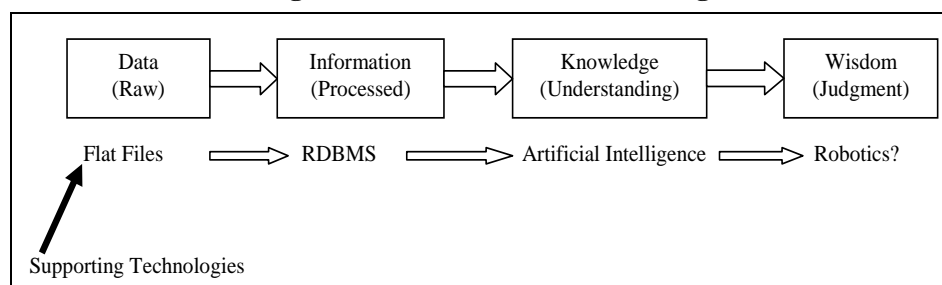 Data
(Raw)
Information
(Processed)
Knowledge
(Understanding)
Wisdom
(Judgment)
Flat Files
RDBMS
Artificial Intelligence
Robotics?
Supporting Technologies